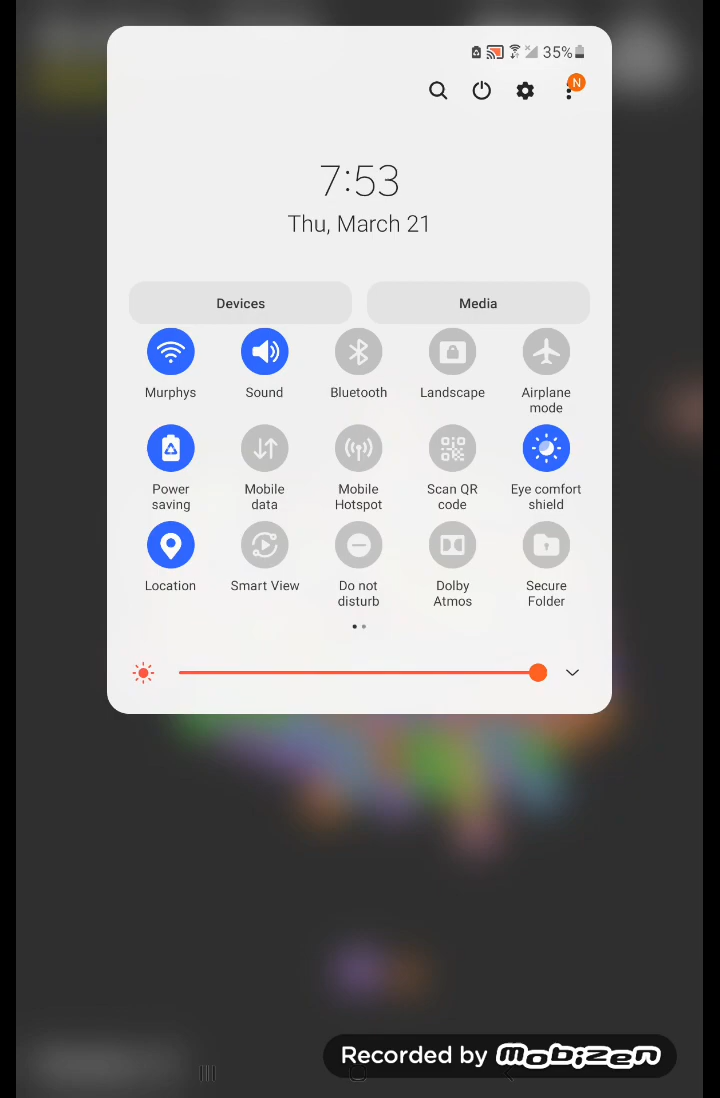 35%
N
7:53
Thu, March 21
Devices
Media
Murphys
Sound
Bluetooth
Landscape
Airplane
mode
Power
saving
Mobile
data
Mobile
Hotspot
Scan QR
code
Eye comfort
shield
Location
Smart View
Do not
disturb
Dolby
Atmos
Secure
Folder
Recorded by mobizen